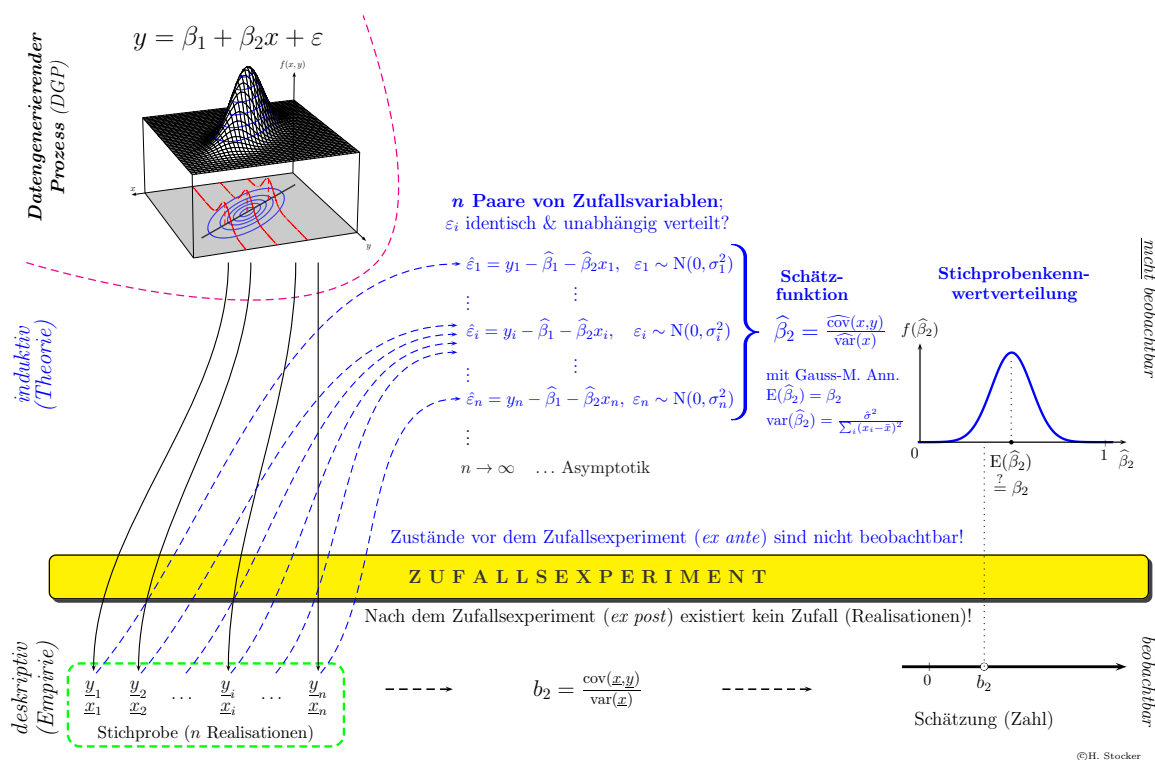 Datengenerierender
Prozess (DGP)
y = β₁ + β₂x + ε
f(x, y)
x
y
induktiv
(Theorie)
n Paare von Zufallsvariablen;
εᵢ identisch & unabhängig verteilt?
ε̂₁ = y₁ − β̂₁ − β̂₂x₁, ε₁ ∼ N(0, σ₁²)
⋮ ⋮
ε̂ᵢ = yᵢ − β̂₁ − β̂₂xᵢ, εᵢ ∼ N(0, σᵢ²)
⋮ ⋮
ε̂ₙ = yₙ − β̂₁ − β̂₂xₙ, εₙ ∼ N(0, σₙ²)
⋮
n → ∞ … Asymptotik
Schätz-
funktion
β̂₂ = côv(x,y) / vâr(x)
mit Gauss-M. Ann.
E(β̂₂) = β₂
var(β̂₂) = σ̂² / ∑ᵢ(xᵢ−x̄)²
Stichprobenkenn-
wertverteilung
f(β̂₂)
0 1 β̂₂
E(β̂₂)
≟ β₂
nicht beobachtbar
Zustände vor dem Zufallsexperiment (ex ante) sind nicht beobachtbar!
ZUFALLSEXPERIMENT
Nach dem Zufallsexperiment (ex post) existiert kein Zufall (Realisationen)!
deskriptiv
(Empirie)
y₁ y₂ … yᵢ … yₙ
x₁ x₂ xᵢ xₙ
Stichprobe (n Realisationen)
b₂ = cov(x,y) / var(x)
0 b₂
Schätzung (Zahl)
beobachtbar
©H. Stocker